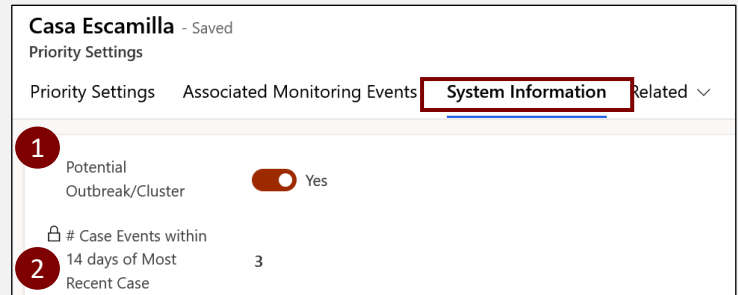 Casa Escamilla - Saved
Priority Settings
Priority Settings Associated Monitoring Events System Information Related
1
Potential
Outbreak/Cluster
Yes
# Case Events within
14 days of Most
Recent Case
3
2